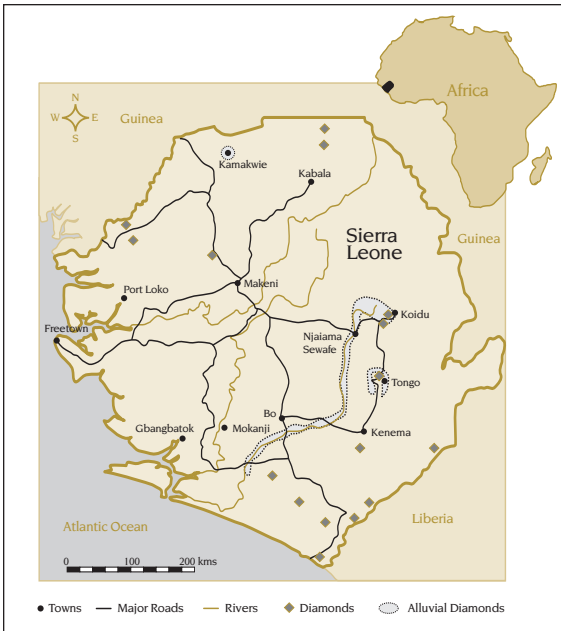 Africa
N
W
E
S
Guinea
Kamakwie
Kabala
Sierra
Leone
Guinea
Makeni
Port Loko
Koidu
Freetown
Njaiama
Sewafe
Tongo
Bo
Gbangbatok
Mokanji
Kenema
Atlantic Ocean
Liberia
0 100 200 kms
Towns Major Roads Rivers Diamonds Alluvial Diamonds